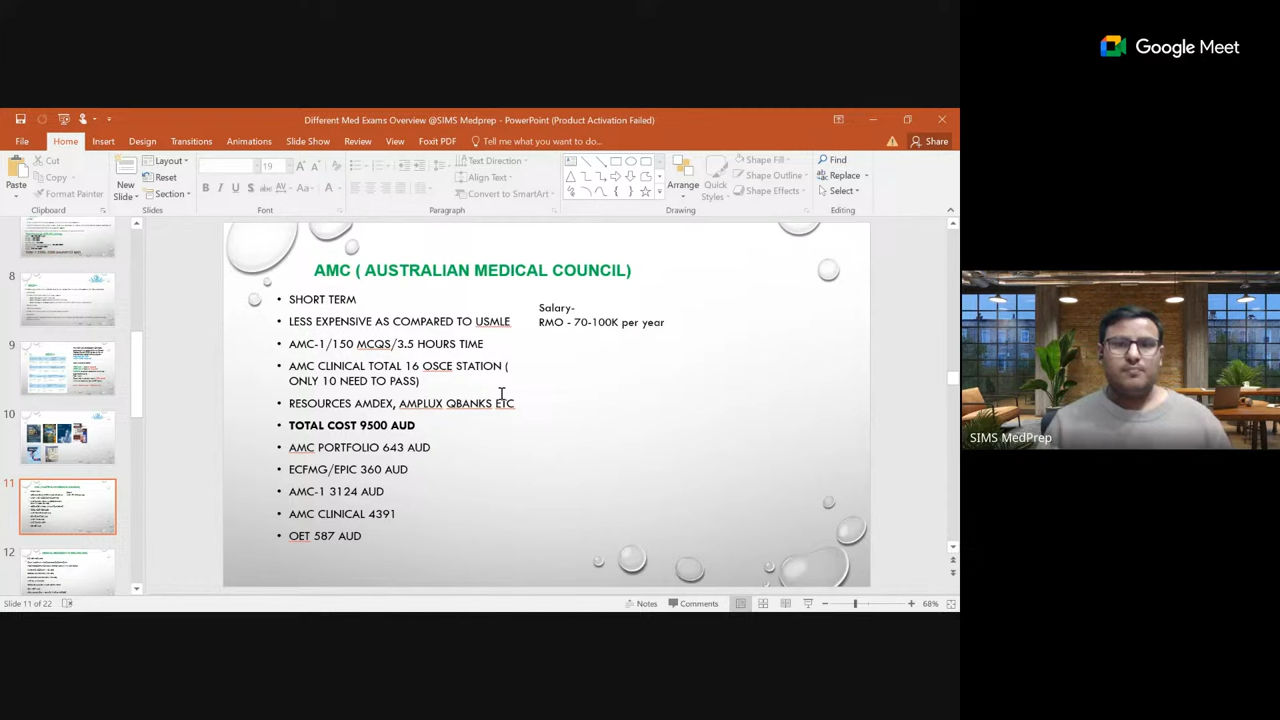 Google Meet
Different Med Exams Overview @SIMS Medprep - PowerPoint (Product Activation Failed)
File Home Insert Design Transitions Animations Slide Show Review View Foxit PDF Tell me what you want to do... Share
Paste
Cut
Copy
Format Painter
Clipboard
New Slide
Layout
Reset
Section
Slides
19
B I U S abc AV Aa A
Font
Text Direction
Align Text
Convert to SmartArt
Paragraph
Arrange
Quick Styles
Shape Fill
Shape Outline
Shape Effects
Drawing
Find
Replace
Select
Editing
8
9
10
11
12
AMC ( AUSTRALIAN MEDICAL COUNCIL)
• SHORT TERM
• LESS EXPENSIVE AS COMPARED TO USMLE
• AMC-1/150 MCQS/3.5 HOURS TIME
• AMC CLINICAL TOTAL 16 OSCE STATION (
ONLY 10 NEED TO PASS)
• RESOURCES AMDEX, AMPLUX QBANKS ETC
• TOTAL COST 9500 AUD
• AMC PORTFOLIO 643 AUD
• ECFMG/EPIC 360 AUD
• AMC-1 3124 AUD
• AMC CLINICAL 4391
• OET 587 AUD
Salary-
RMO - 70-100K per year
SIMS MedPrep
Slide 11 of 22
Notes Comments 68%